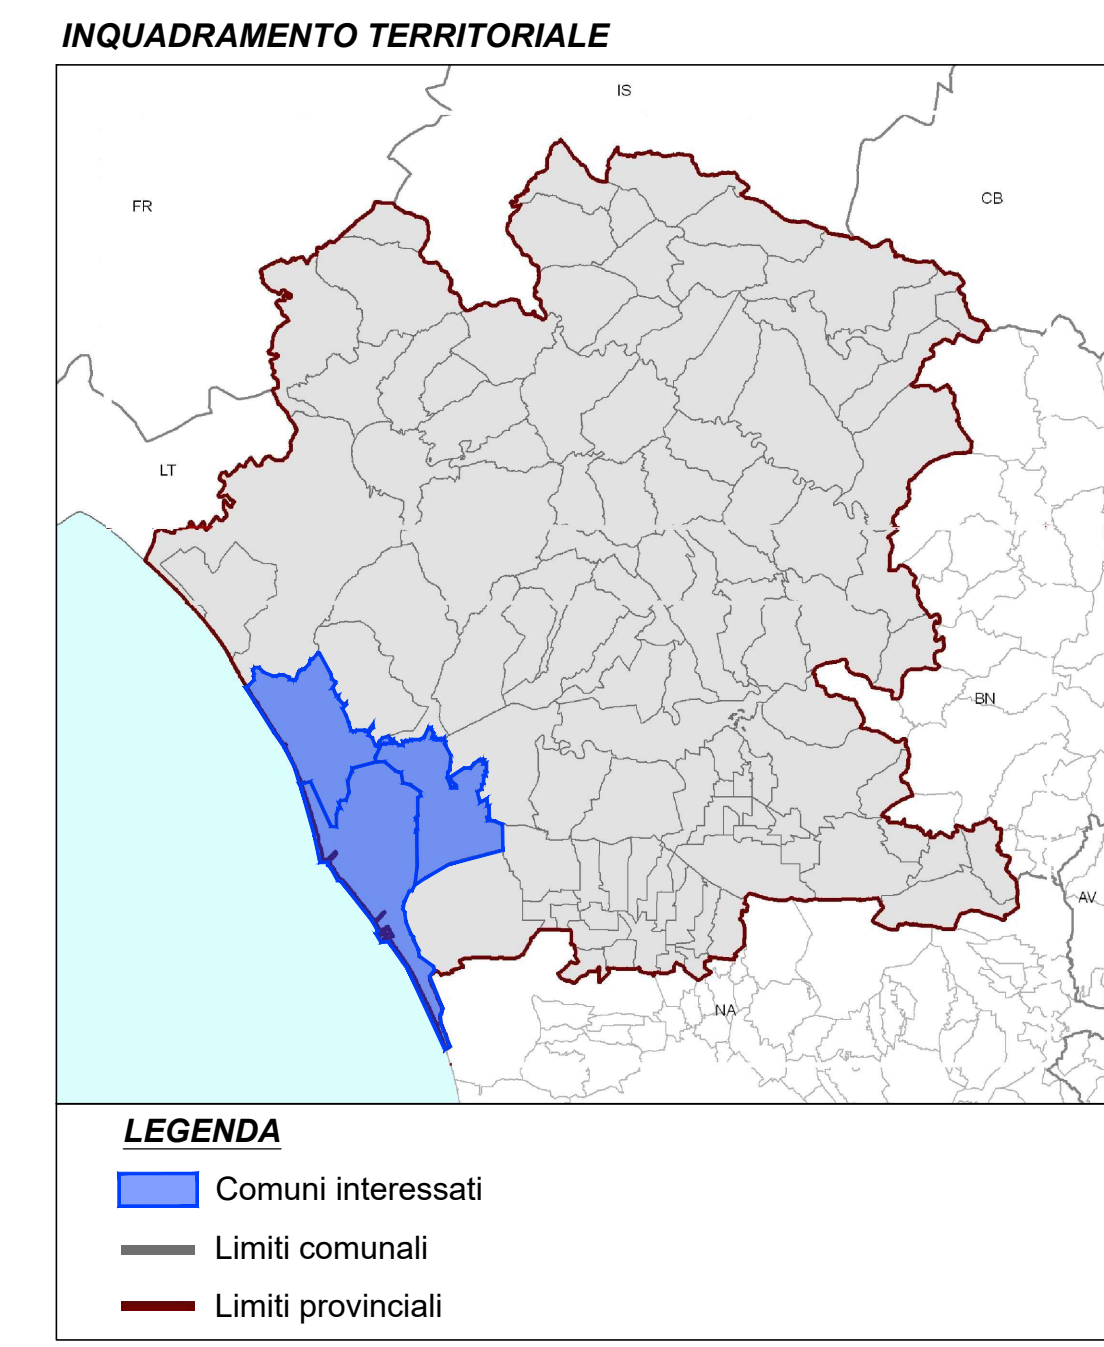 INQUADRAMENTO TERRITORIALE
IS
FR
CB
LT
BN
AV
NA
LEGENDA
Comuni interessati
Limiti comunali
Limiti provinciali